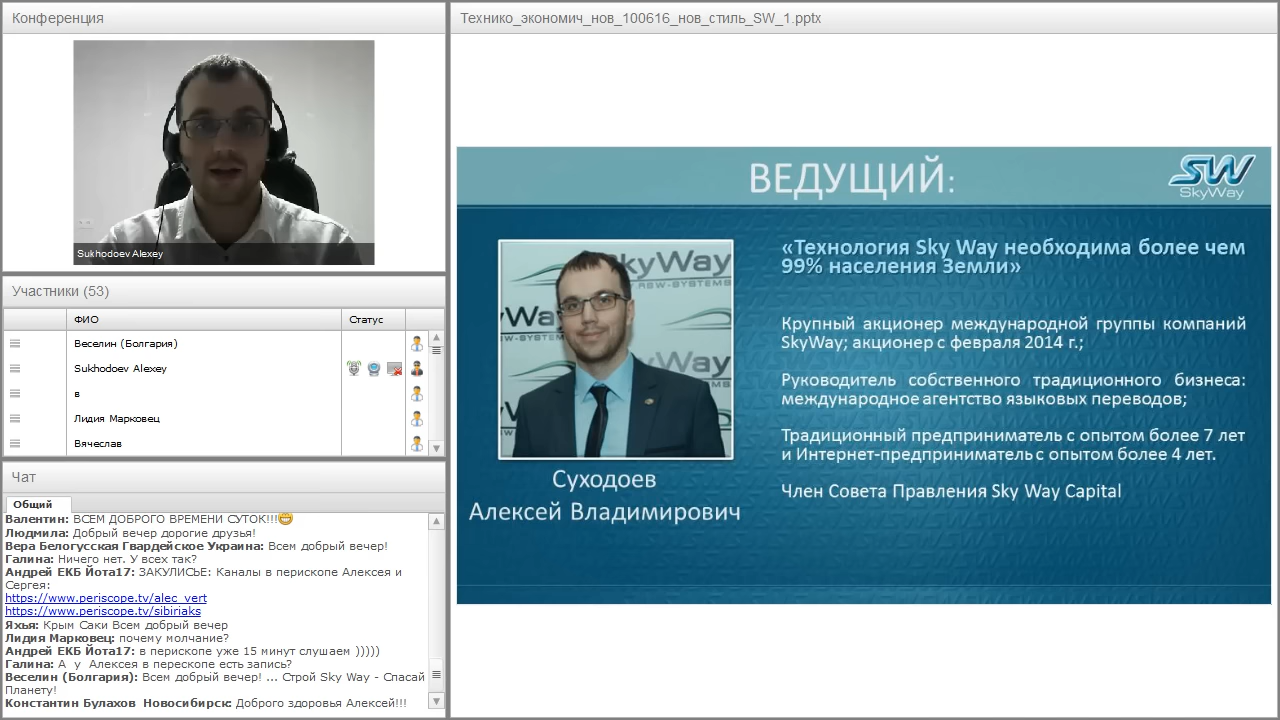 Конференция
Sukhodoev Alexey
Участники (53)
ФИО
Статус
Веселин (Болгария)
Sukhodoev Alexey
в
Лидия Марковец
Вячеслав
Чат
Общий
Валентин: ВСЕМ ДОБРОГО ВРЕМЕНИ СУТОК!!!
Людмила: Добрый вечер дорогие друзья!
Вера Белогусская Гвардейское Украина: Всем добрый вечер!
Галина: Ничего нет. У всех так?
Андрей ЕКБ Йота17: ЗАКУЛИСЬЕ: Каналы в перископе Алексея и
Сергея:
https://www.periscope.tv/alec_vert
https://www.periscope.tv/sibiriaks
Яхья: Крым Саки Всем добрый вечер
Лидия Марковец: почему молчание?
Андрей ЕКБ Йота17: в перископе уже 15 минут слушаем )))))
Галина: А у Алексея в перескопе есть запись?
Веселин (Болгария): Всем добрый вечер! ... Строй Sky Way - Спасай
Планету!
Константин Булахов Новосибирск: Доброго здоровья Алексей!!!
Технико_экономич_нов_100616_нов_стиль_SW_1.pptx
ВЕДУЩИЙ:
SW
SkyWay
SkyWay
RSW-SYSTEMS
Суходоев
Алексей Владимирович
«Технология Sky Way необходима более чем
99% населения Земли»
Крупный акционер международной группы компаний
SkyWay; акционер с февраля 2014 г.;
Руководитель собственного традиционного бизнеса:
международное агентство языковых переводов;
Традиционный предприниматель с опытом более 7 лет
и Интернет-предприниматель с опытом более 4 лет.
Член Совета Правления Sky Way Capital